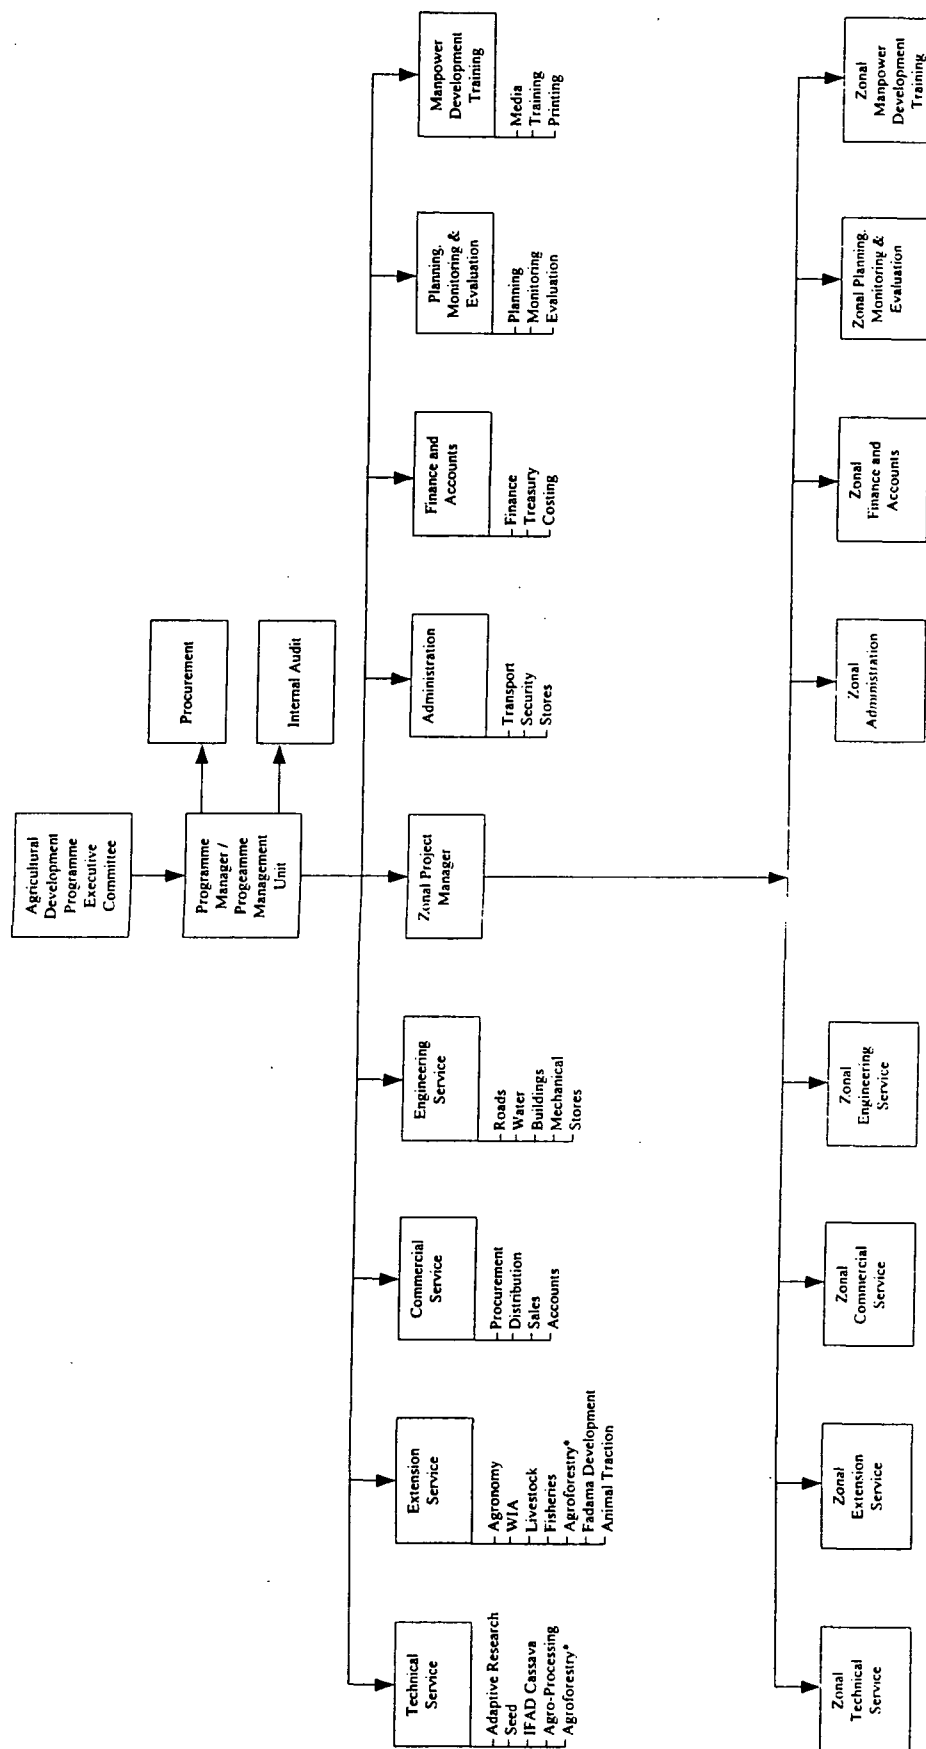 Agricultural
Development
Programme
Executive
Committee
Programme
Manager /
Progeamme
Management
Unit
Procurement
Internal Audit
Technical
Service
Adaptive Research
Seed
IFAD Cassava
Agro-Processing
Agroforestry*
Extension
Service
Agronomy
WIA
Livestock
Fisheries
Agroforestry*
Fadama Development
Animal Traction
Commercial
Service
Procurement
Distribution
Sales
Accounts
Engineering
Service
Roads
Water
Buildings
Mechanical
Stores
Zonal Project
Manager
Administration
Transport
Security
Stores
Finance and
Accounts
Finance
Treasury
Costing
Planning,
Monitoring &
Evaluation
Planning
Monitoring
Evaluation
Manpower
Development
Training
Media
Training
Printing
Zonal
Technical
Service
Zonal
Extension
Service
Zonal
Commercial
Service
Zonal
Engineering
Service
Zonal
Administration
Zonal
Finance and
Accounts
Zonal Planning,
Monitoring &
Evaluation
Zonal
Manpower
Development
Training